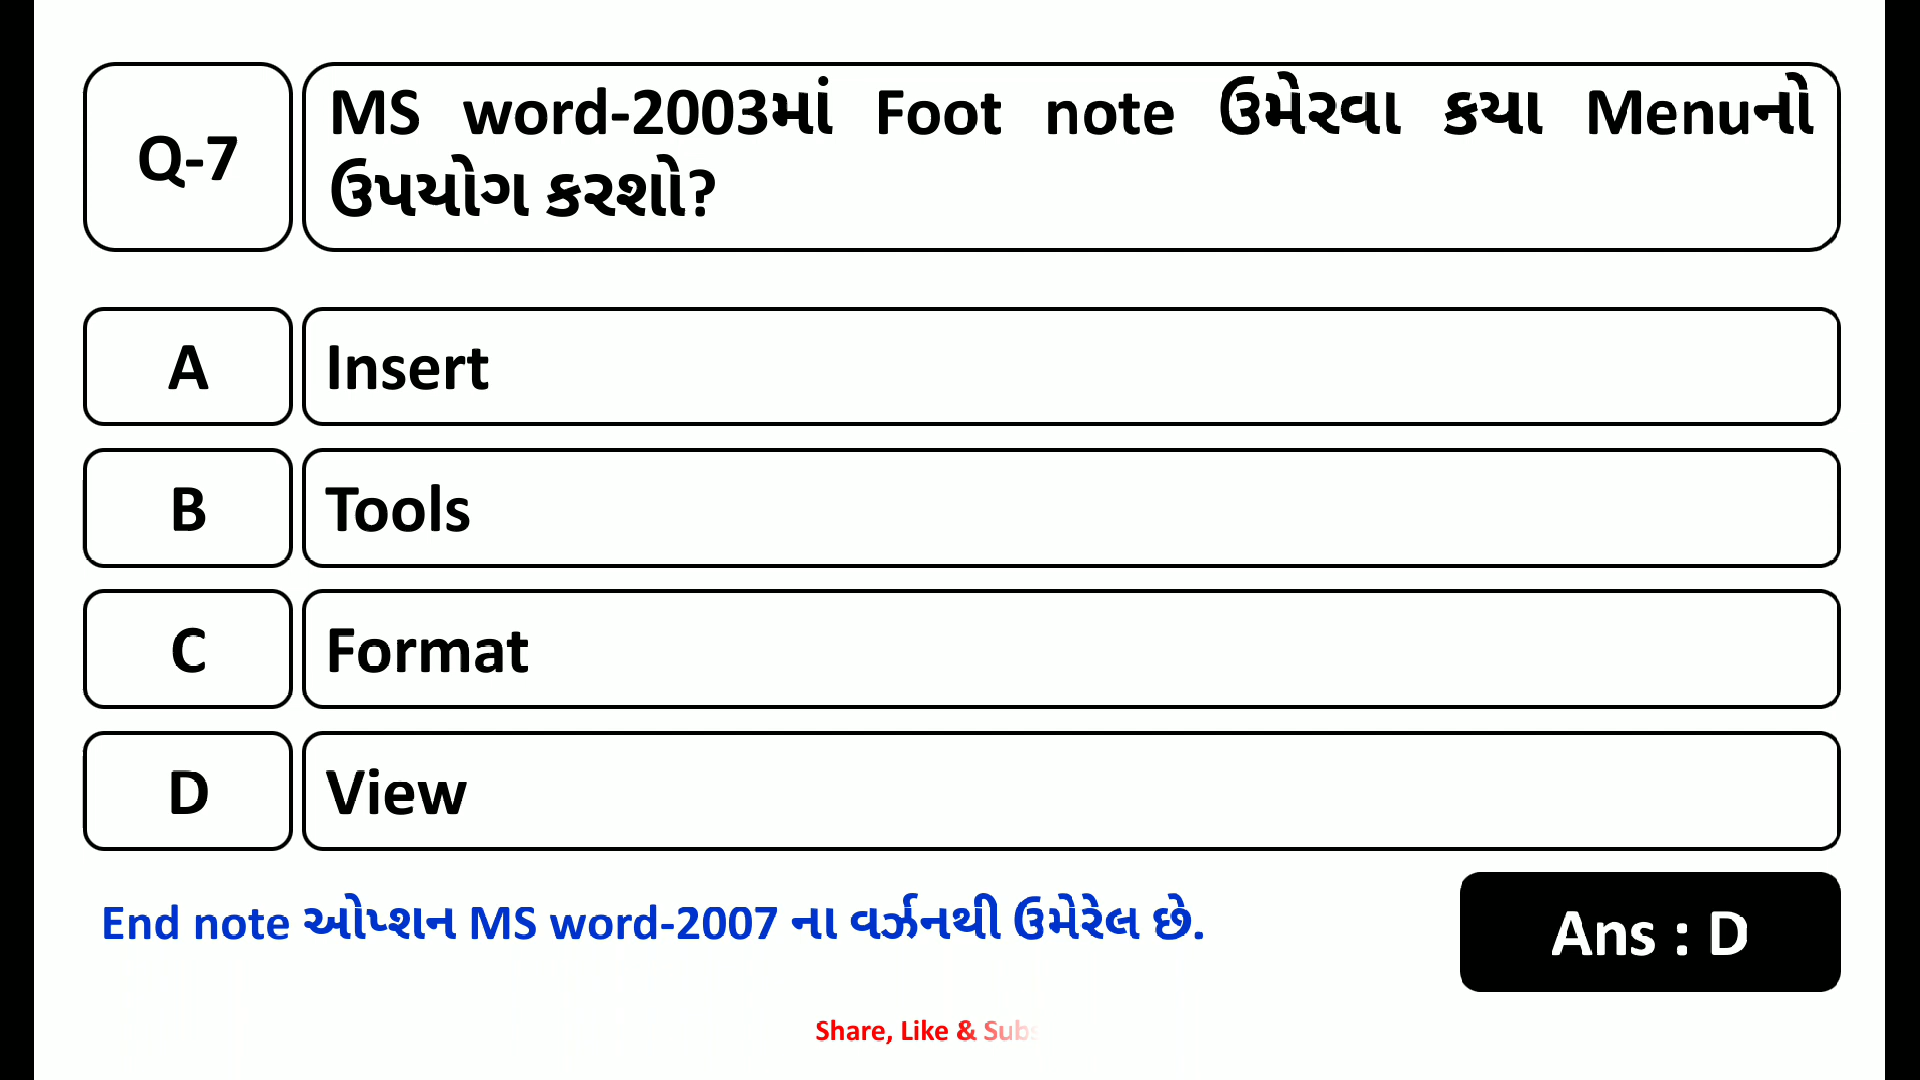 Q-7
MS word-2003માં Foot note ઉમેરવા કયા Menuનો
ઉપયોગ કરશો?
A
Insert
B
Tools
C
Format
D
View
End note ઓપ્શન MS word-2007 ના વર્ઝનથી ઉમેરેલ છે.
Ans : D
Share, Like & Subs